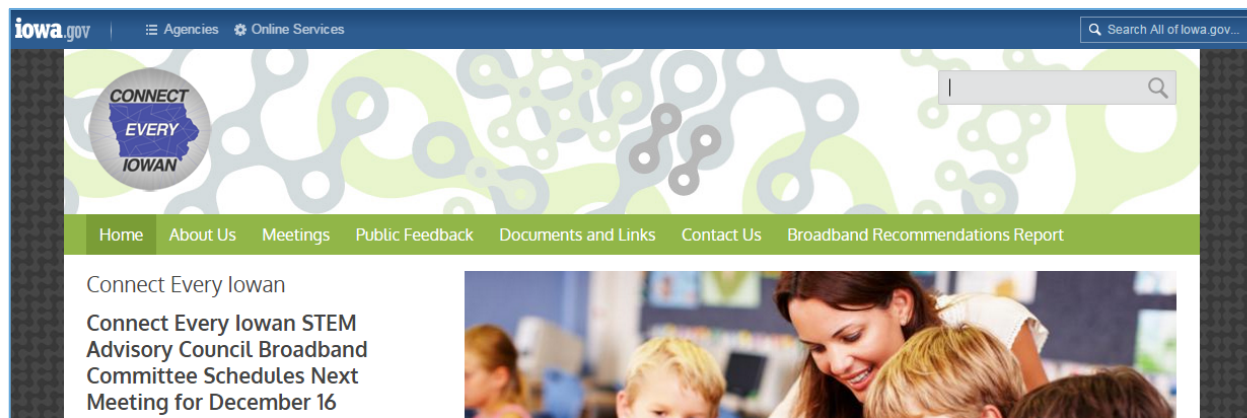 iowa.gov Agencies Online Services Search All of Iowa.gov...
CONNECT
EVERY
IOWAN
Home About Us Meetings Public Feedback Documents and Links Contact Us Broadband Recommendations Report
Connect Every Iowan
Connect Every Iowan STEM
Advisory Council Broadband
Committee Schedules Next
Meeting for December 16